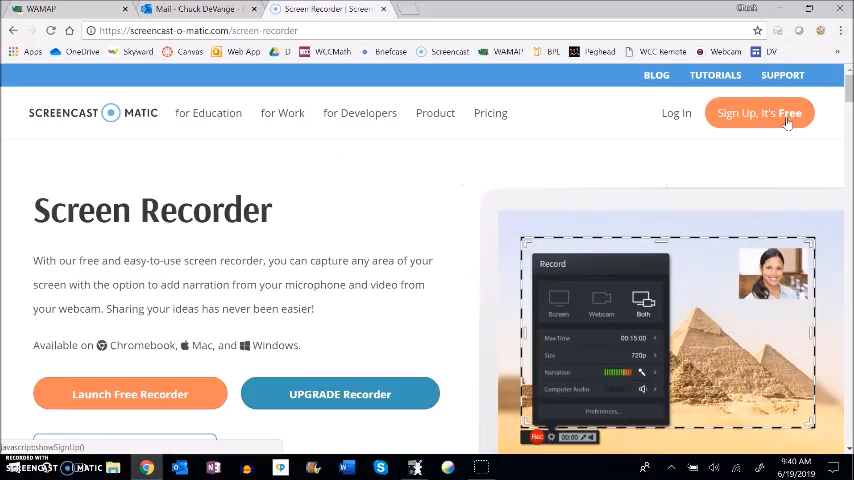 WAMAP
Mail - Chuck DeVange - Outl
Screen Recorder | Screen
https://screencast-o-matic.com/screen-recorder
Apps OneDrive Skyward Canvas Web App D WCCMath Briefcase Screencast WAMAP BPL Peghead WCC Remote Webcam DV
BLOG TUTORIALS SUPPORT
SCREENCAST MATIC for Education for Work for Developers Product Pricing Log In Sign Up, It's Free
Screen Recorder
With our free and easy-to-use screen recorder, you can capture any area of your
screen with the option to add narration from your microphone and video from
your webcam. Sharing your ideas has never been easier!
Available on Chromebook, Mac, and Windows.
Launch Free Recorder UPGRADE Recorder
Record
Screen Webcam Both
Max Time 00:15:00
Size 720p
Narration
Computer Audio
Preferences...
Rec 00:00
javascript:showSignUp()
RECORDED WITH
SCREENCAST MATIC
9:40 AM
6/19/2019